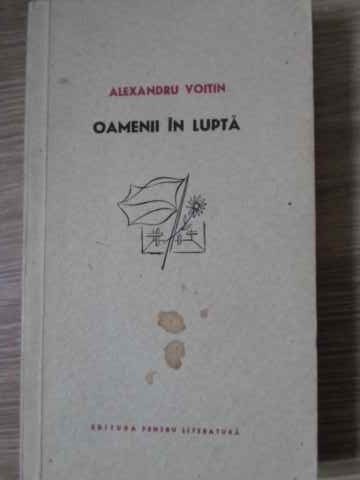 ALEXANDRU VOITIN
OAMENII ÎN LUPTĂ
EDITURA PENTRU LITERATURĂ